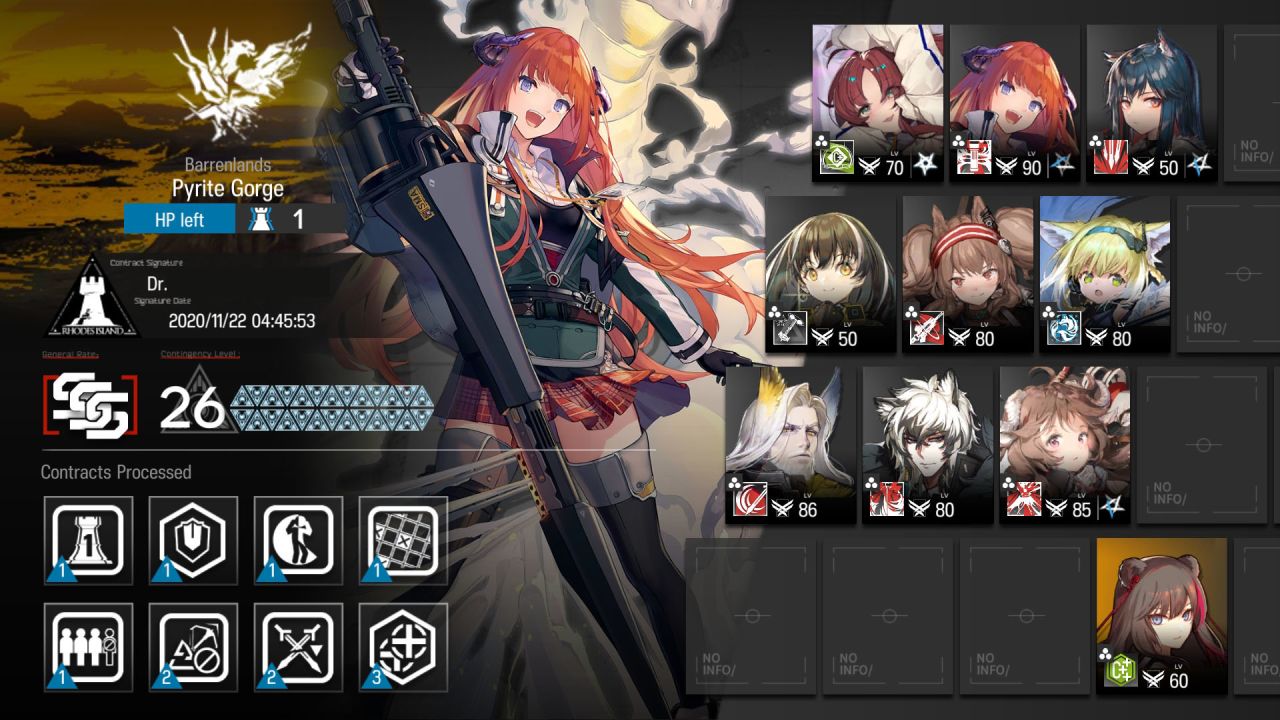 Barrenlands
Pyrite Gorge
HP left 1
Contract Signature
Dr.
Signature Date
2020/11/22 04:45:53
RHODES ISLAND
General Rate:
Contingency Level :
26
Contracts Processed
1
1
1
1
1
1
2
2
3
LV
70
LV
90
LV
50
NO
INFO/
LV
50
LV
80
LV
80
NO
INFO/
LV
86
LV
80
LV
85
NO
INFO/
NO
INFO/
NO
INFO/
NO
INFO/
LV
60
NO
INFO/